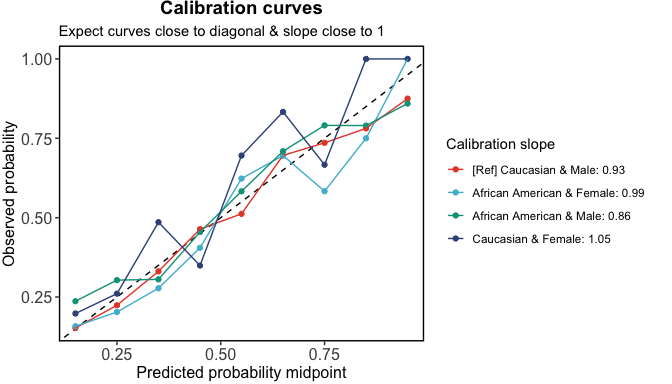 Calibration curves
Expect curves close to diagonal & slope close to 1
Observed probability
1.00
0.75
0.50
0.25
0.25
0.50
0.75
Predicted probability midpoint
Calibration slope
[Ref] Caucasian & Male: 0.93
African American & Female: 0.99
African American & Male: 0.86
Caucasian & Female: 1.05